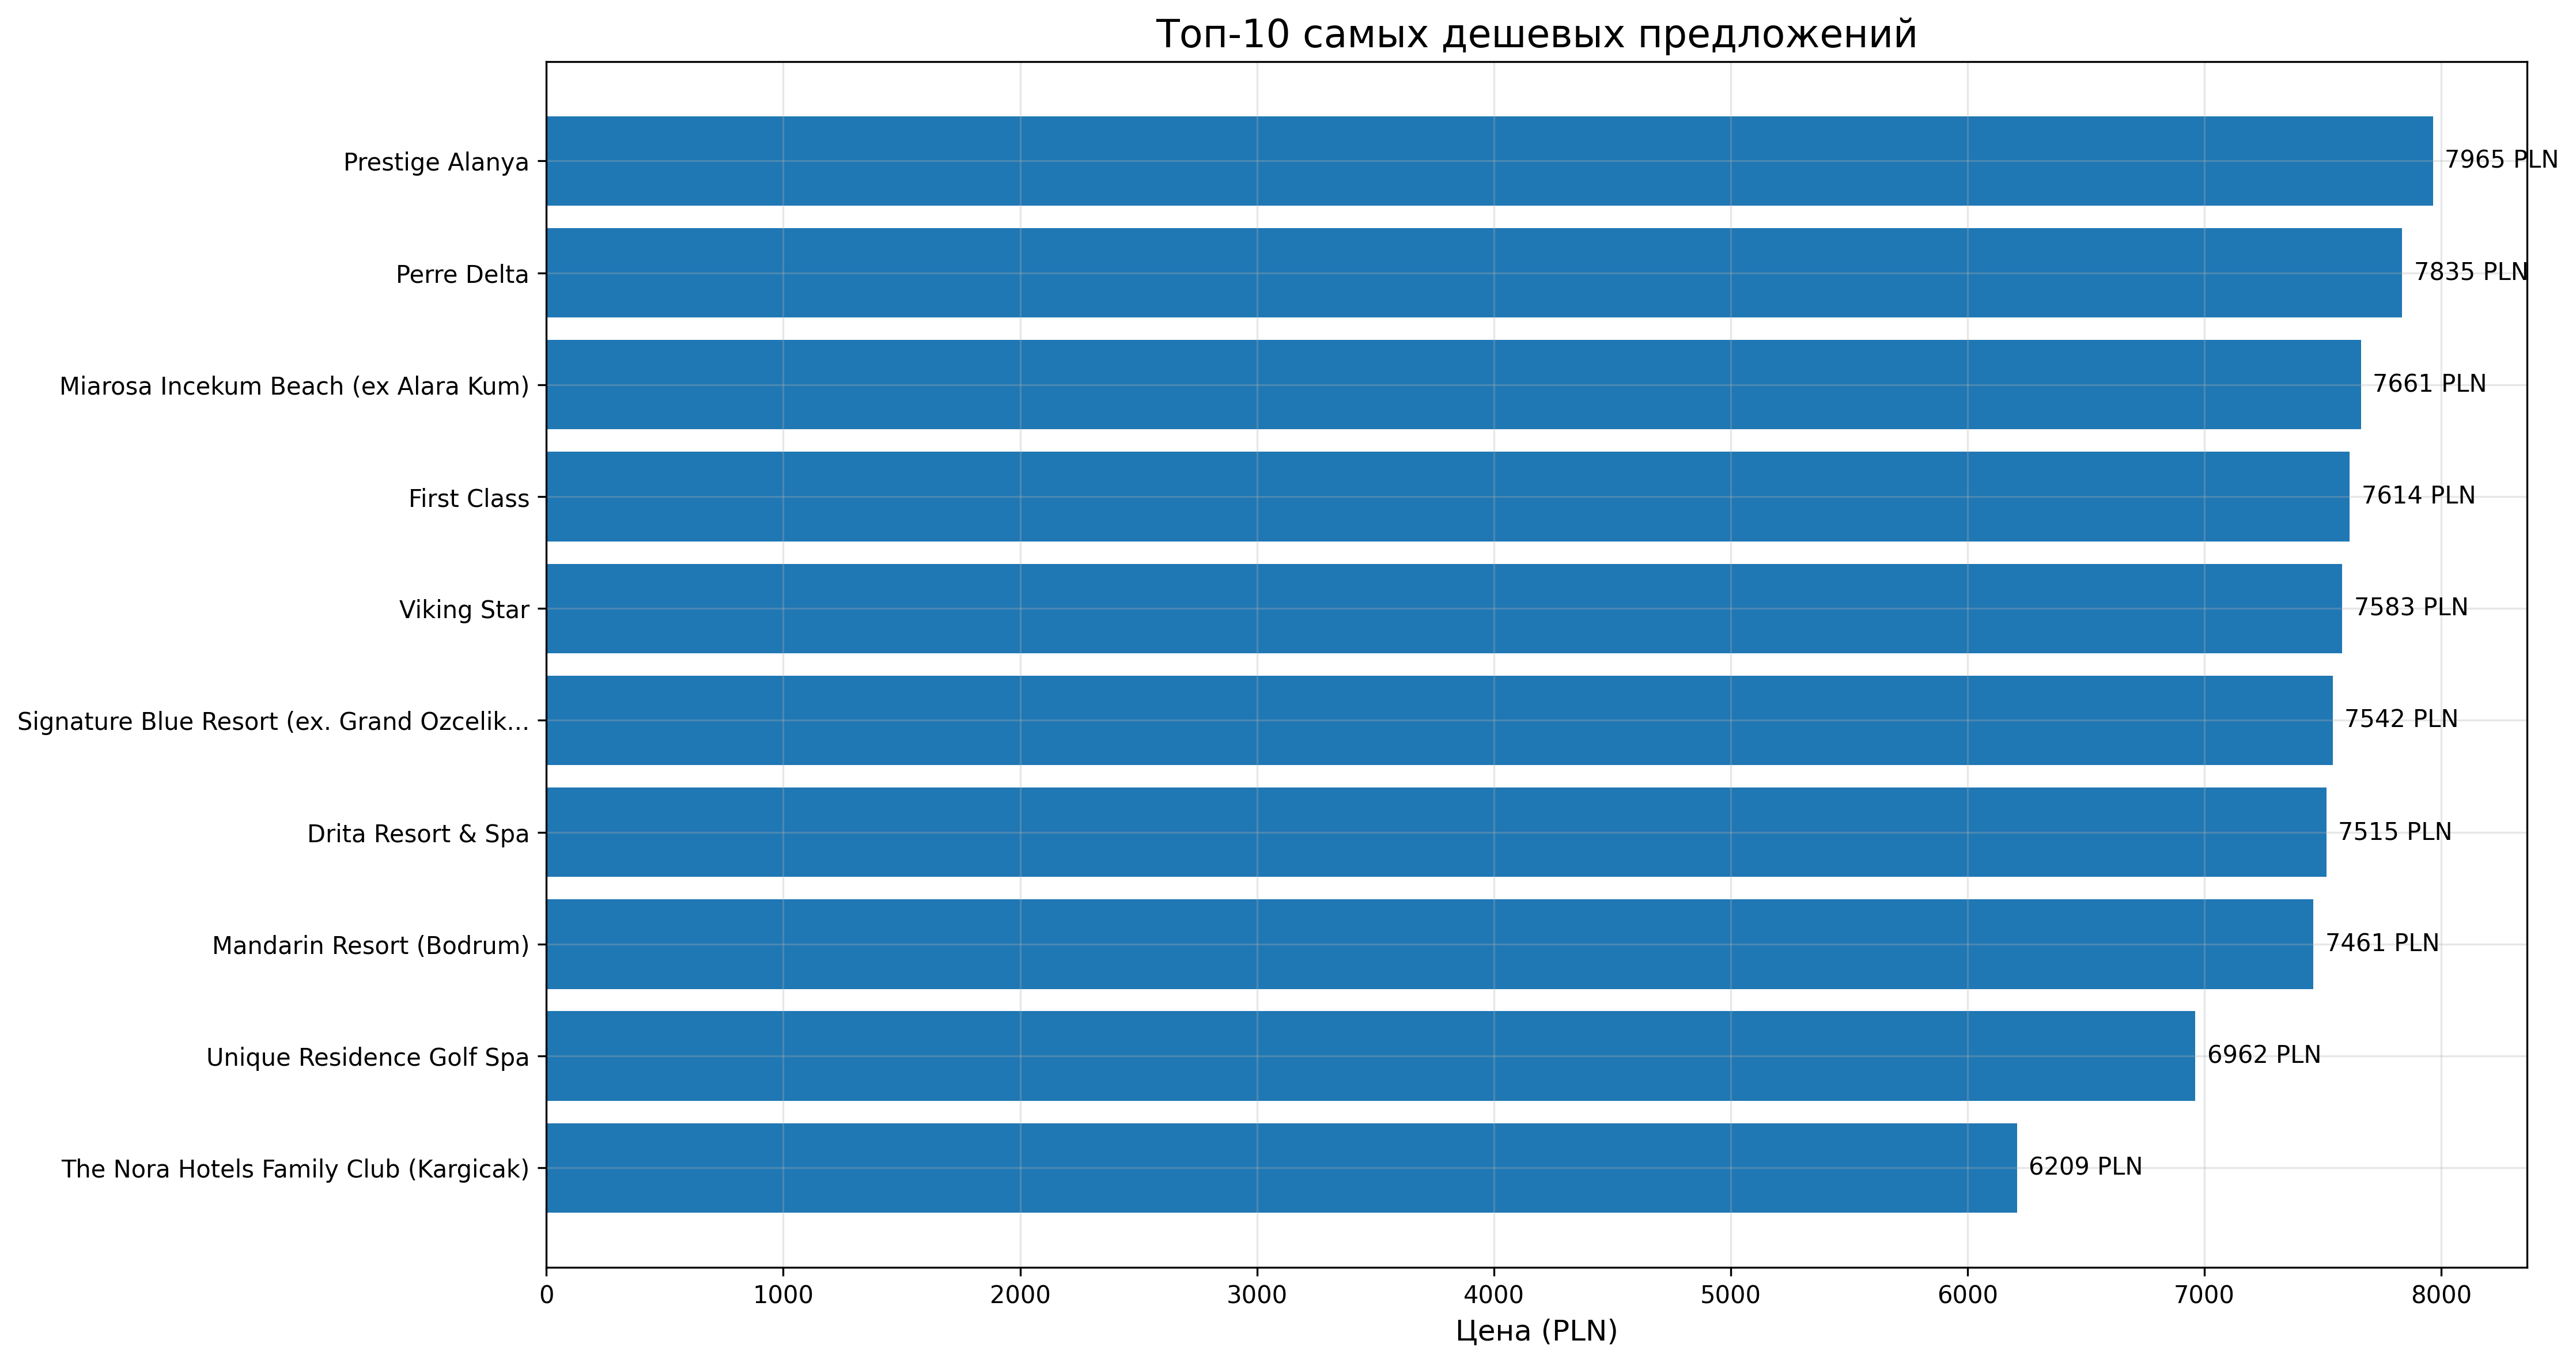 Топ-10 самых дешевых предложений
Prestige Alanya
7965 PLN
Perre Delta
7835 PLN
Miarosa Incekum Beach (ex Alara Kum)
7661 PLN
First Class
7614 PLN
Viking Star
7583 PLN
Signature Blue Resort (ex. Grand Ozcelik...
7542 PLN
Drita Resort & Spa
7515 PLN
Mandarin Resort (Bodrum)
7461 PLN
Unique Residence Golf Spa
6962 PLN
The Nora Hotels Family Club (Kargicak)
6209 PLN
0 1000 2000 3000 4000 5000 6000 7000 8000
Цена (PLN)